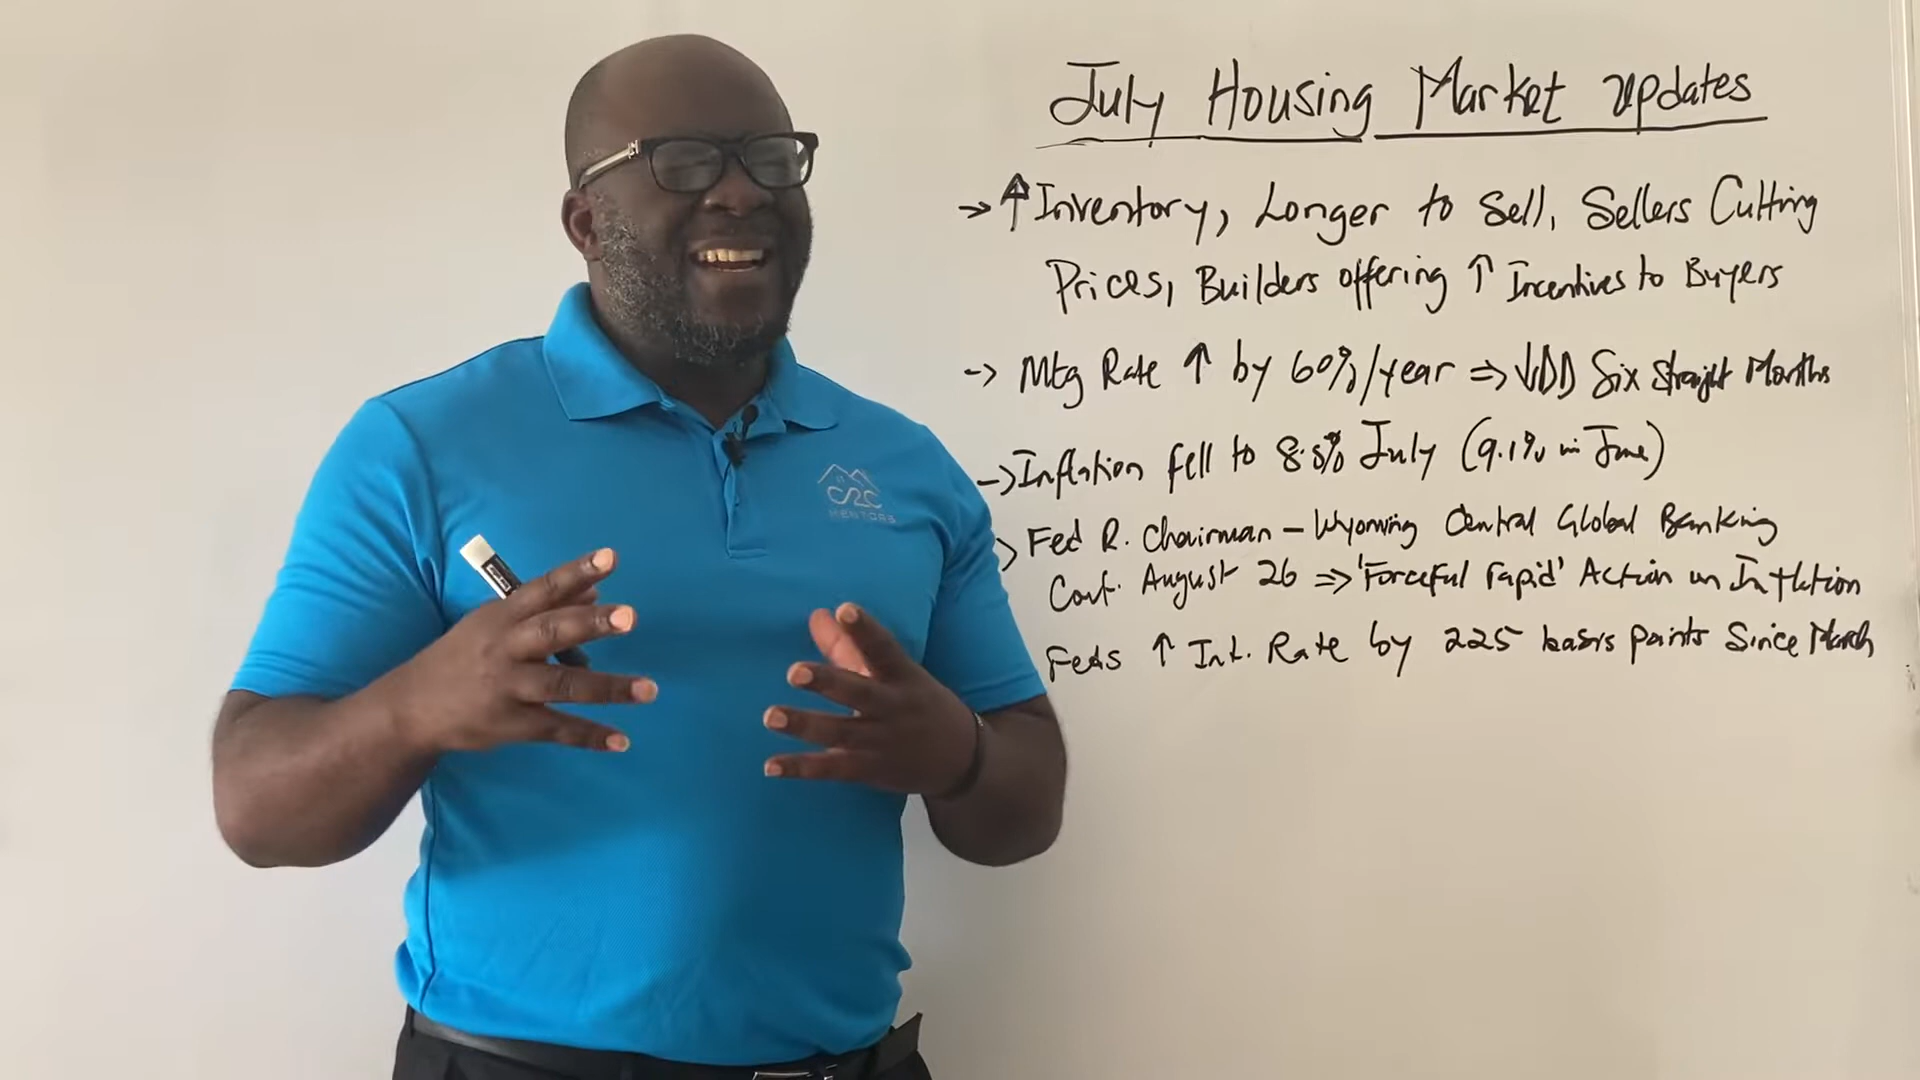 July Housing Market updates
→ ↑ Inventory, Longer to Sell, Sellers Cutting
Prices, Builders offering ↑ Incentives to Buyers
-> Mtg Rate ↑ by 60%/year => ↓DD Six Straight Months
-> Inflation fell to 8.5% July (9.1% in June)
> Fed R. Chairman – Wyoming Central Global Banking
Conf. August 26 => 'Forceful rapid' Action on Inflation
Feds ↑ Int. Rate by 225 basis points Since March
C2C
MENTORS